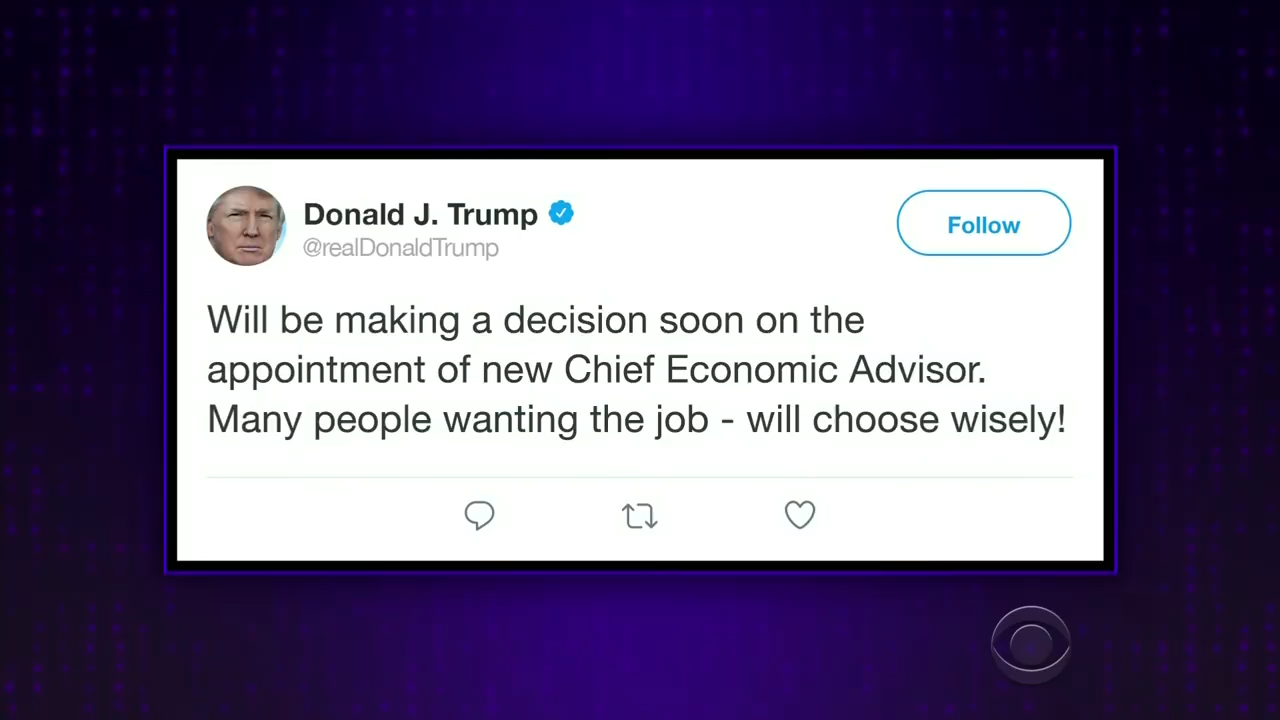 Donald J. Trump
@realDonaldTrump
Follow
Will be making a decision soon on the
appointment of new Chief Economic Advisor.
Many people wanting the job - will choose wisely!